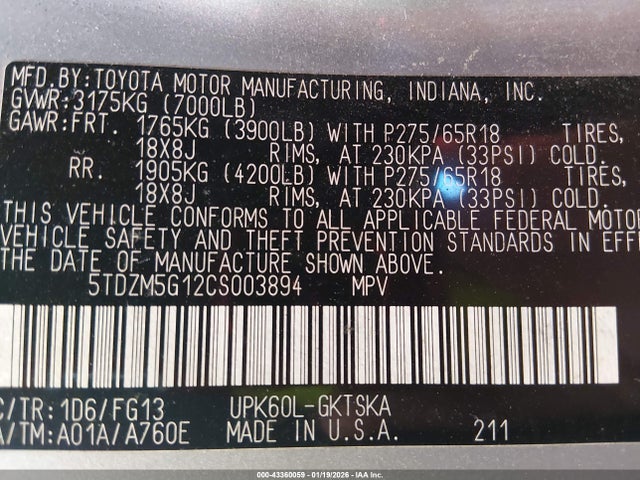 MFD.BY:TOYOTA MOTOR MANUFACTURING, INDIANA, INC.
GVWR:3175KG (7000LB)
GAWR:FRT. 1765KG (3900LB) WITH P275/65R18 TIRES,
18X8J RIMS, AT 230KPA (33PSI) COLD.
RR. 1905KG (4200LB) WITH P275/65R18 TIRES,
18X8J RIMS, AT 230KPA (33PSI) COLD.
THIS VEHICLE CONFORMS TO ALL APPLICABLE FEDERAL MOTOR
VEHICLE SAFETY AND THEFT PREVENTION STANDARDS IN EFFE
THE DATE OF MANUFACTURE SHOWN ABOVE.
5TDZM5G12CS003894 MPV
C/TR:1D6/FG13 UPK60L-GKTSKA
A/TM:A01A/A760E MADE IN U.S.A. 211
000-43360059 - 01/19/2026 - IAA Inc.